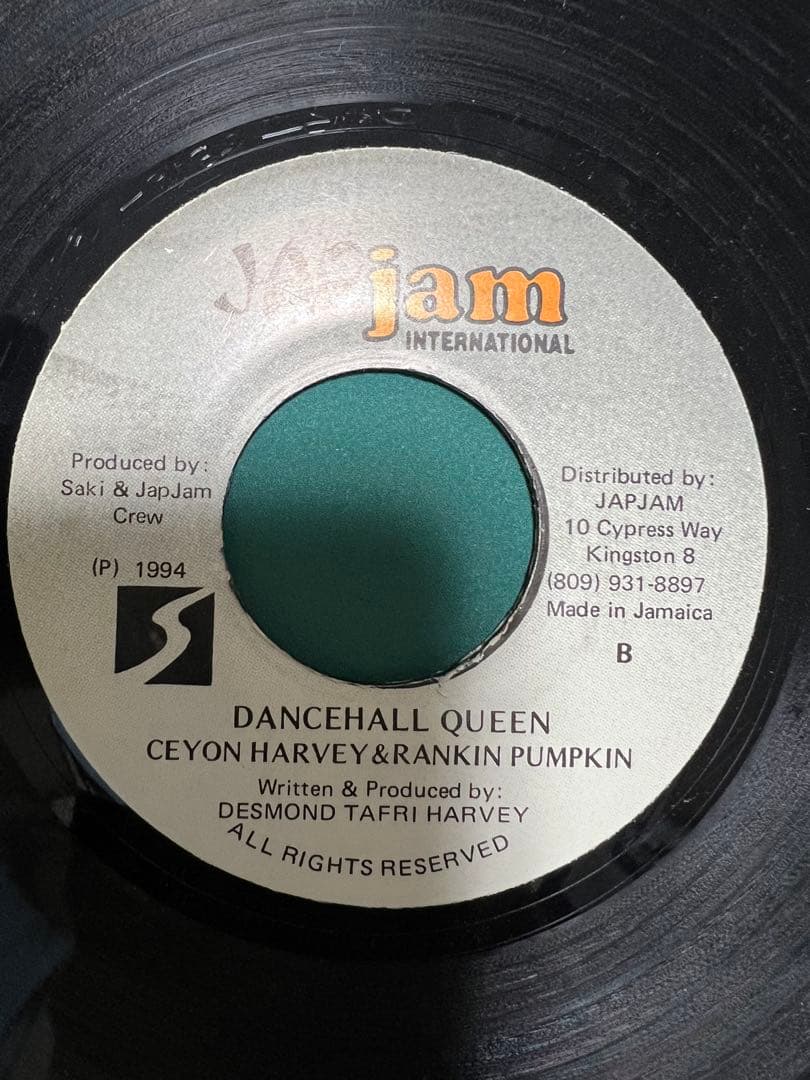 JAP jam
INTERNATIONAL
Produced by:
Saki & JapJam
Crew
(P) 1994
Distributed by:
JAPJAM
10 Cypress Way
Kingston 8
(809) 931-8897
Made in Jamaica
B
DANCEHALL QUEEN
CEYON HARVEY & RANKIN PUMPKIN
Written & Produced by:
DESMOND TAFRI HARVEY
ALL RIGHTS RESERVED